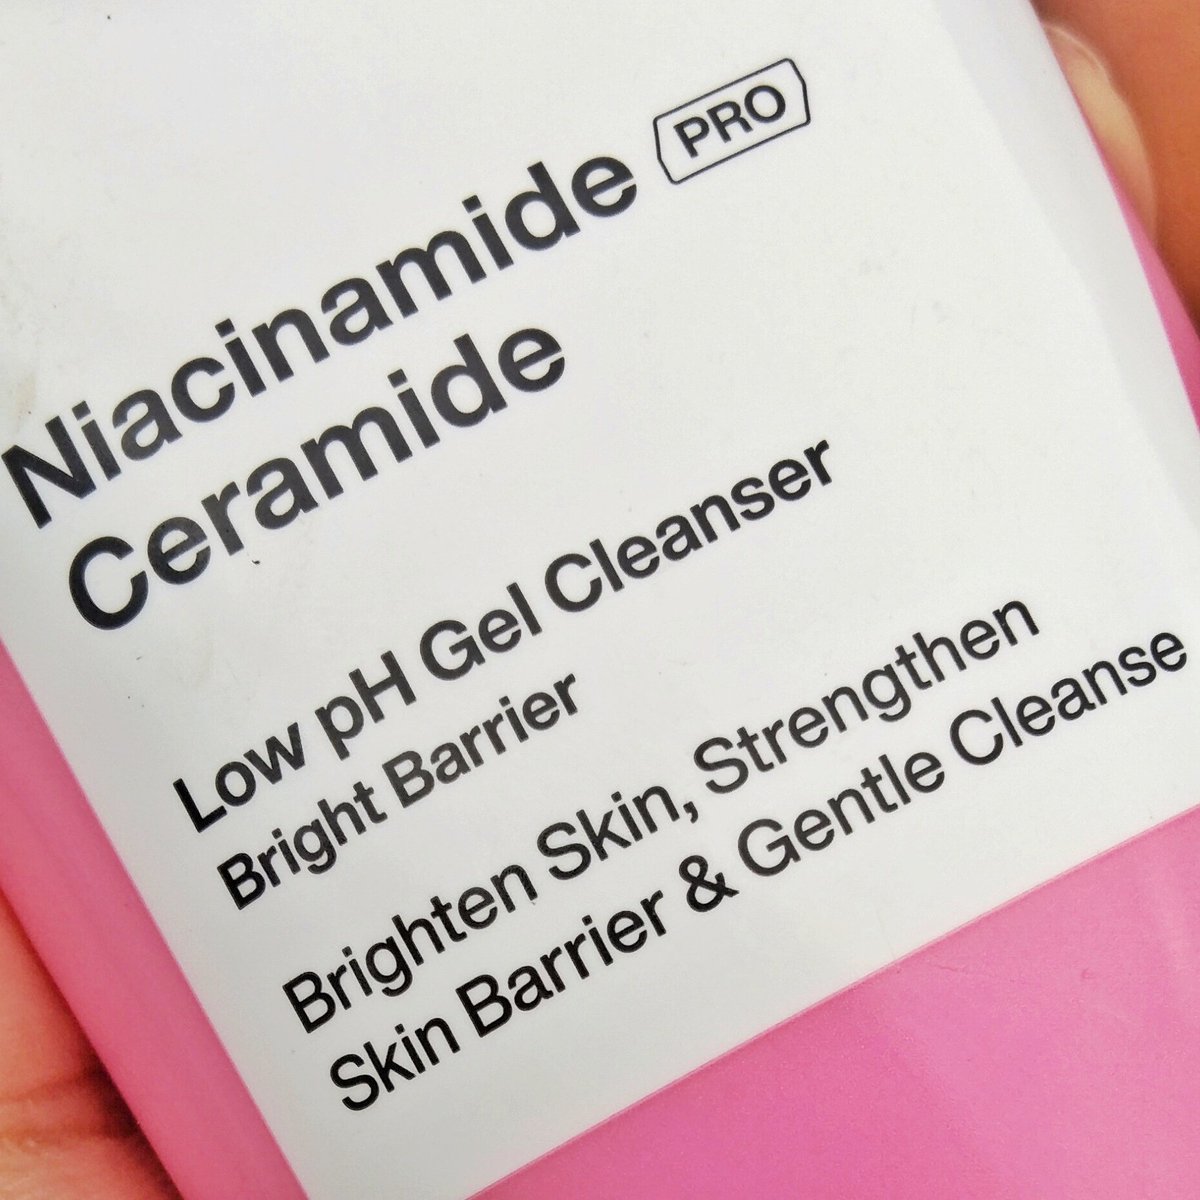 Niacinamide PRO
Ceramide
Low pH Gel Cleanser
Bright Barrier
Brighten Skin, Strengthen
Skin Barrier & Gentle Cleanse